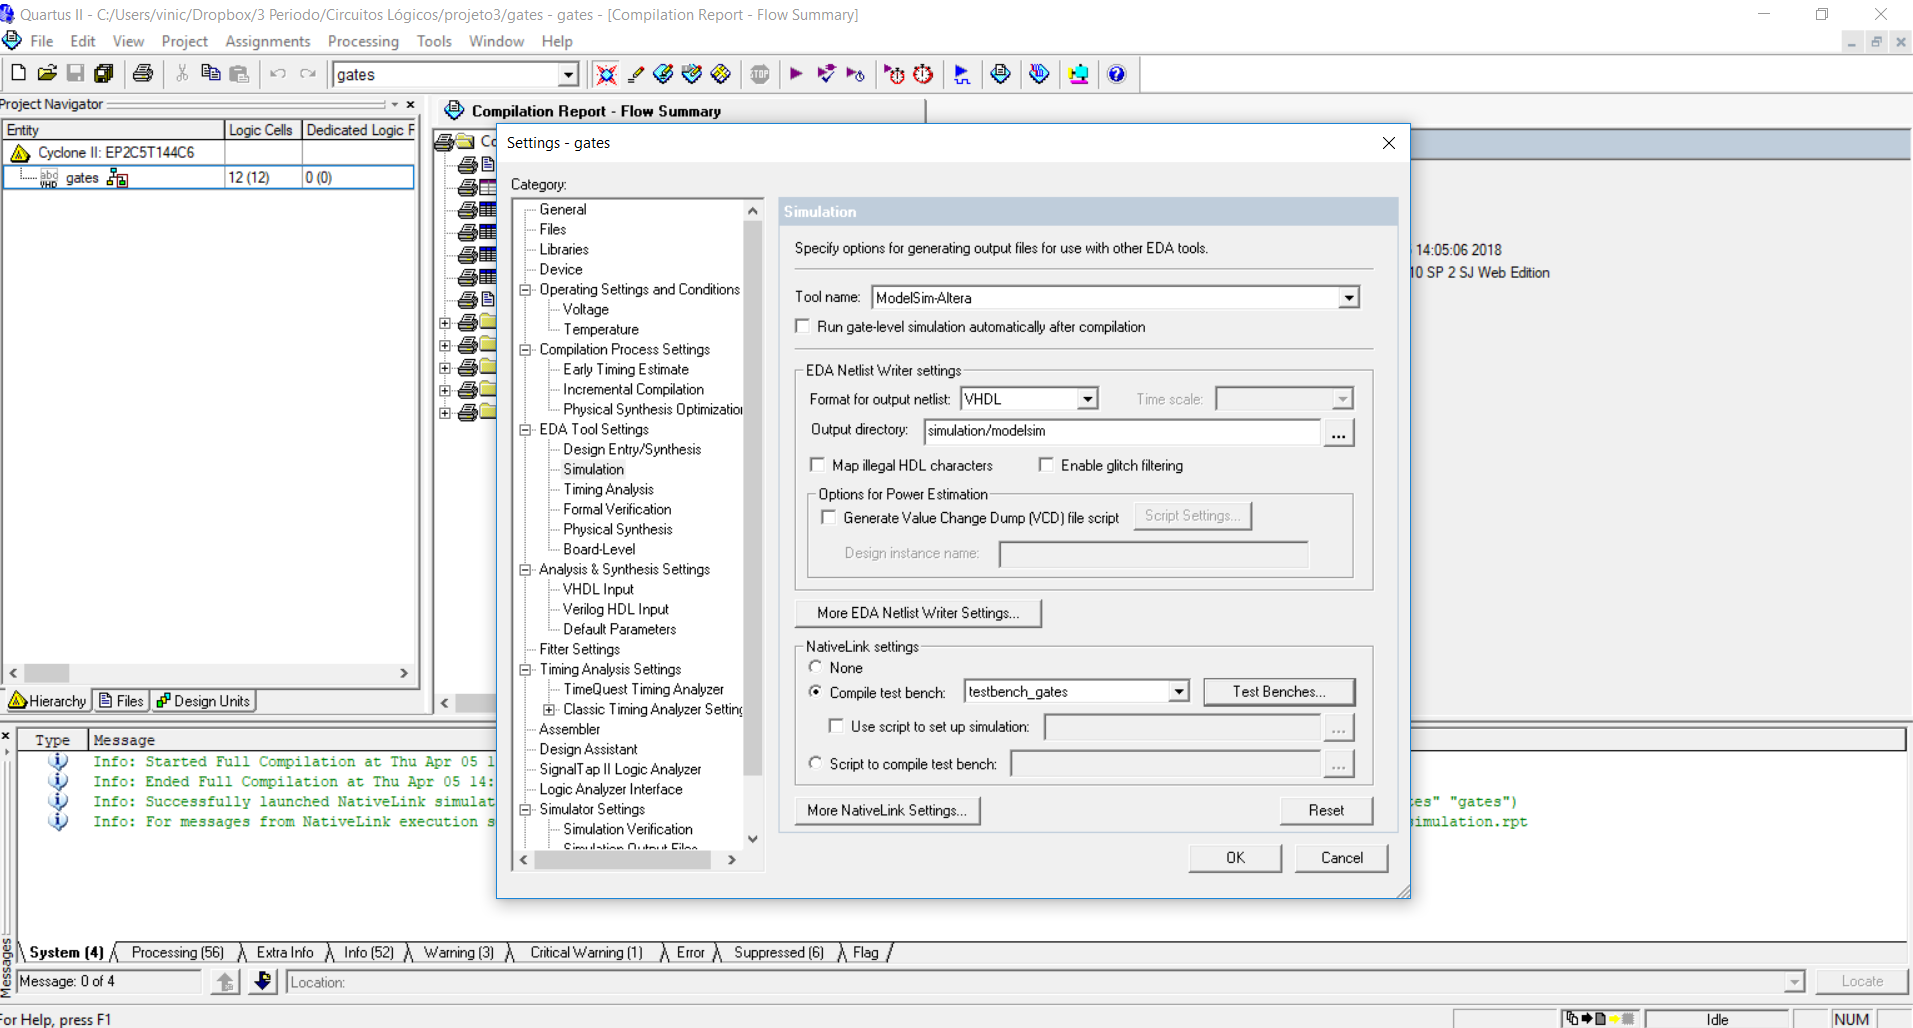 Quartus II - C:/Users/vinic/Dropbox/3 Periodo/Circuitos Lógicos/projeto3/gates - gates - [Compilation Report - Flow Summary]
File Edit View Project Assignments Processing Tools Window Help
gates
STOP
Project Navigator
Compilation Report - Flow Summary
Entity Logic Cells Dedicated Logic F
Cyclone II: EP2C5T144C6
abc VHD gates 12 (12) 0 (0)
Hierarchy Files Design Units
Co
14:05:06 2018
10 SP 2 SJ Web Edition
Settings - gates
Category:
General
Files
Libraries
Device
Operating Settings and Conditions
Voltage
Temperature
Compilation Process Settings
Early Timing Estimate
Incremental Compilation
Physical Synthesis Optimization
EDA Tool Settings
Design Entry/Synthesis
Simulation
Timing Analysis
Formal Verification
Physical Synthesis
Board-Level
Analysis & Synthesis Settings
VHDL Input
Verilog HDL Input
Default Parameters
Fitter Settings
Timing Analysis Settings
TimeQuest Timing Analyzer
Classic Timing Analyzer Setting
Assembler
Design Assistant
SignalTap II Logic Analyzer
Logic Analyzer Interface
Simulator Settings
Simulation Verification
Simulation Output Files
Simulation
Specify options for generating output files for use with other EDA tools.
Tool name: ModelSim-Altera
Run gate-level simulation automatically after compilation
EDA Netlist Writer settings
Format for output netlist: VHDL Time scale:
Output directory: simulation/modelsim ...
Map illegal HDL characters Enable glitch filtering
Options for Power Estimation
Generate Value Change Dump (VCD) file script Script Settings...
Design instance name:
More EDA Netlist Writer Settings...
NativeLink settings
None
Compile test bench: testbench_gates Test Benches...
Use script to set up simulation: ...
Script to compile test bench: ...
More NativeLink Settings... Reset
OK Cancel
Type Message
Info: Started Full Compilation at Thu Apr 05 1
Info: Ended Full Compilation at Thu Apr 05 14:
Info: Successfully launched NativeLink simulat es" "gates")
Info: For messages from NativeLink execution s imulation.rpt
System (4) Processing (56) Extra Info Info (52) Warning (3) Critical Warning (1) Error Suppressed (6) Flag
Messages
Message: 0 of 4 Location: Locate
For Help, press F1 Idle NUM